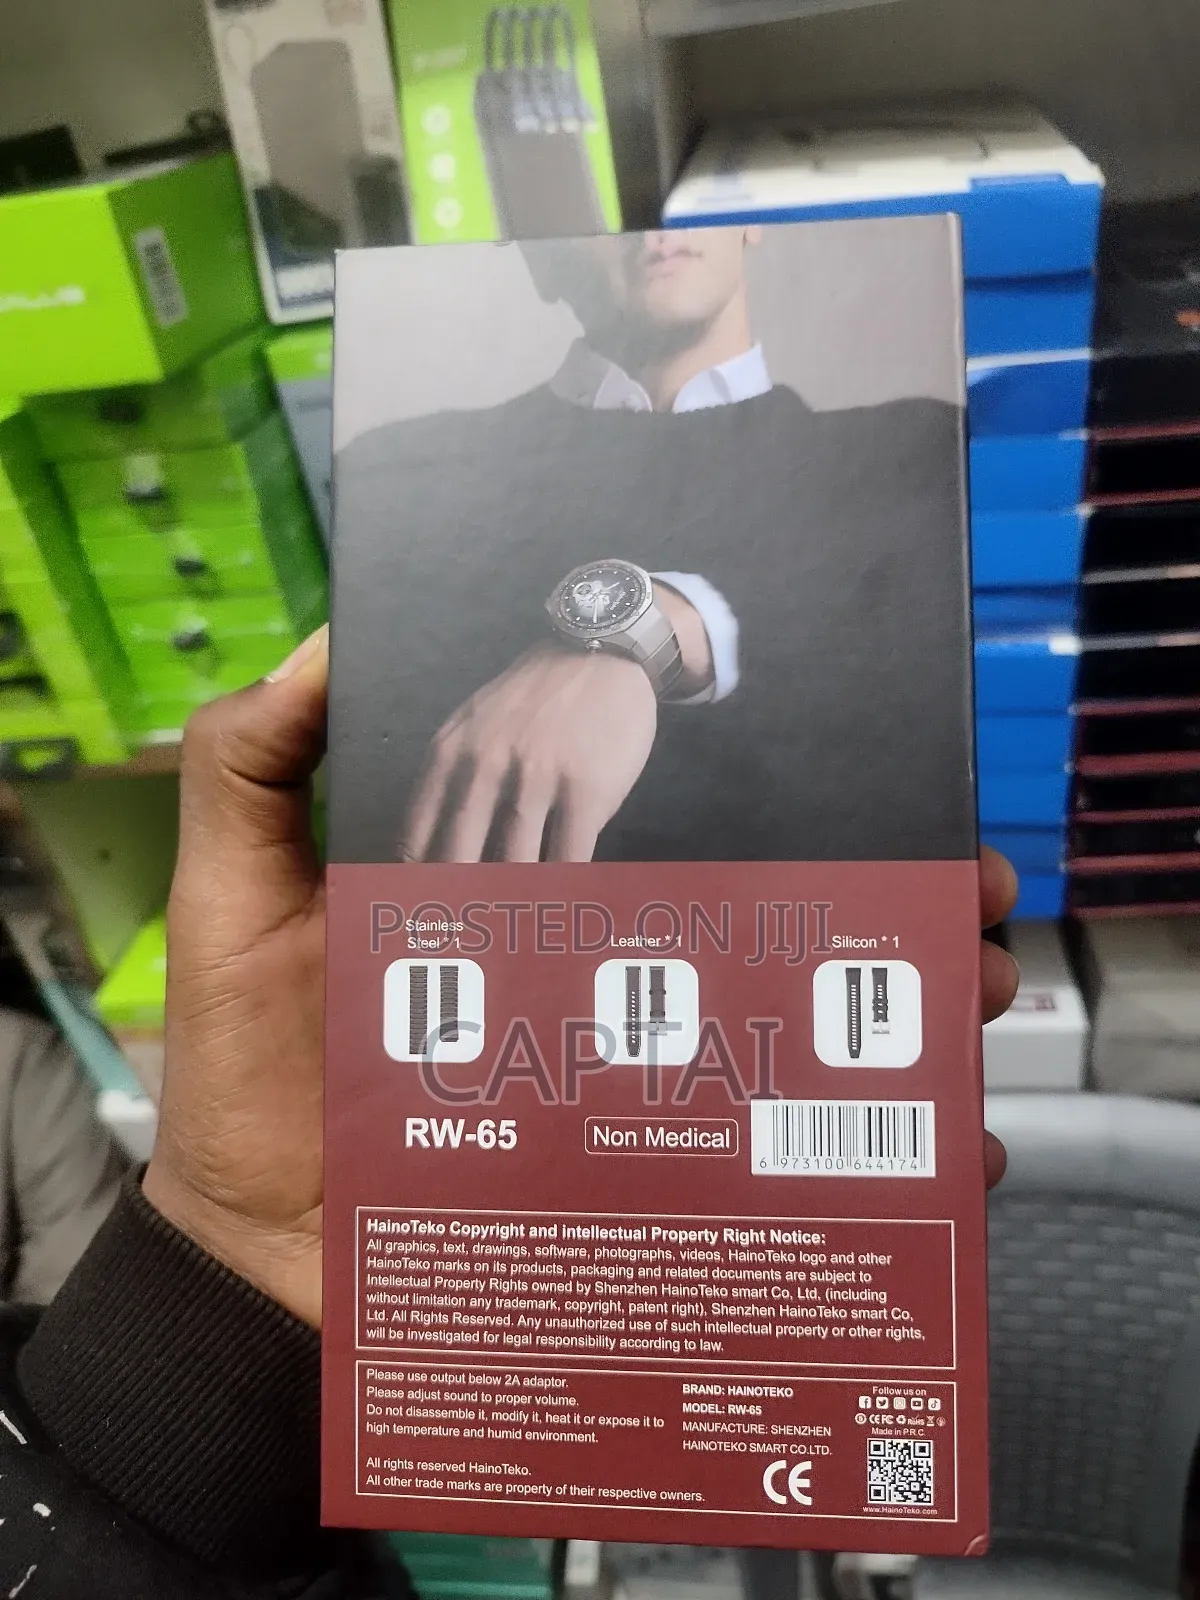 POSTED ON JIJI
CAPTAI
Stainless
Steel * 1
Leather * 1
Silicon * 1
RW-65
Non Medical
6 973100 644174
HainoTeko Copyright and intellectual Property Right Notice:
All graphics, text, drawings, software, photographs, videos, HainoTeko logo and other
HainoTeko marks on its products, packaging and related documents are subject to
Intellectual Property Rights owned by Shenzhen HainoTeko smart Co, Ltd, (including
without limitation any trademark, copyright, patent right), Shenzhen HainoTeko smart Co,
Ltd. All Rights Reserved. Any unauthorized use of such intellectual property or other rights,
will be investigated for legal responsibility according to law.
Please use output below 2A adaptor.
Please adjust sound to proper volume.
Do not disassemble it, modify it, heat it or expose it to
high temperature and humid environment.
All rights reserved HainoTeko.
All other trade marks are property of their respective owners.
BRAND: HAINOTEKO
MODEL: RW-65
MANUFACTURE: SHENZHEN
HAINOTEKO SMART CO.LTD.
CE
Follow us on
CE FC RoHS
Made in P.R.C.
www.HainoTeko.com